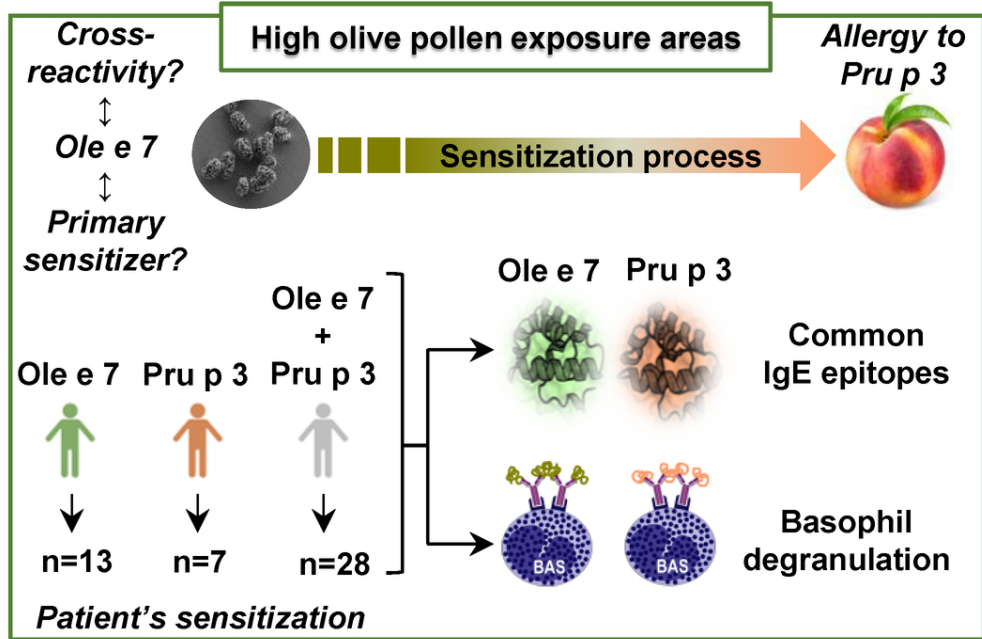 High olive pollen exposure areas
Cross-
reactivity?
Ole e 7
Primary
sensitizer?
Sensitization process
Allergy to
Pru p 3
Ole e 7
Pru p 3
Ole e 7
+
Pru p 3
n=13
n=7
n=28
Patient's sensitization
Ole e 7
Pru p 3
Common
IgE epitopes
BAS
BAS
Basophil
degranulation